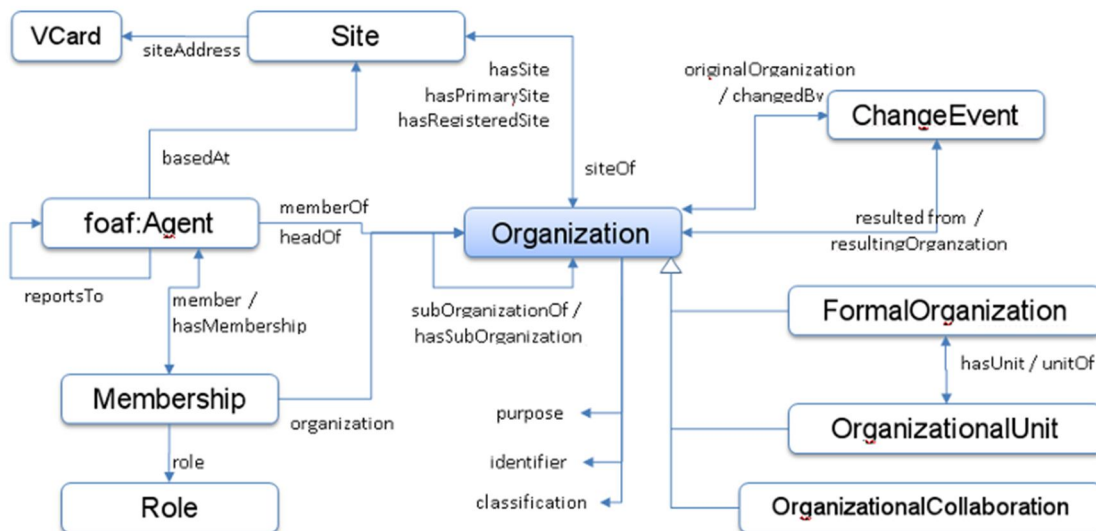 VCard
siteAddress
Site
hasSite
hasPrimarySite
hasRegisteredSite
originalOrganization
/ changedBy
ChangeEvent
basedAt
siteOf
foaf:Agent
memberOf
headOf
Organization
resulted from /
resultingOrganzation
reportsTo
member /
hasMembership
subOrganizationOf /
hasSubOrganization
FormalOrganization
hasUnit / unitOf
Membership
organization
purpose
OrganizationalUnit
role
identifier
Role
classification
OrganizationalCollaboration